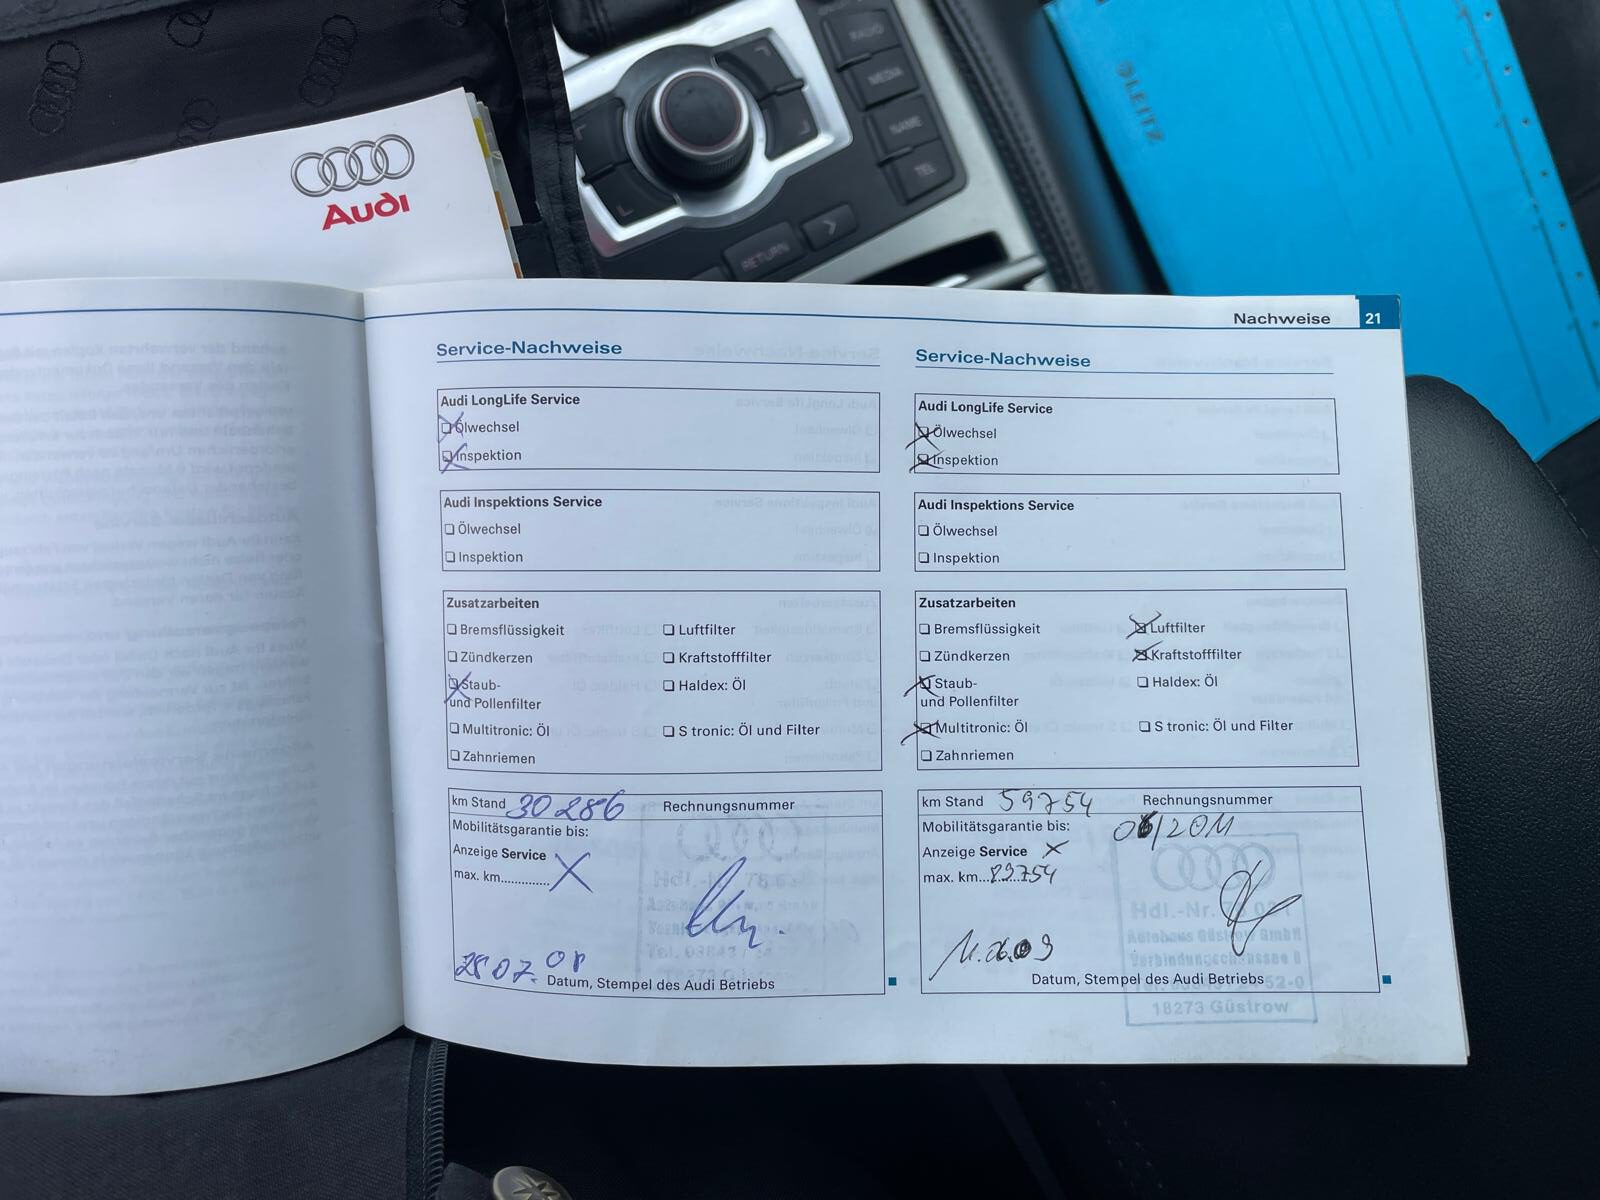 Audi
RADIO
MEDIA
NAME
TEL
RETURN
LEITZ
Nachweise 21
Service-Nachweise
Audi LongLife Service
Ölwechsel
Inspektion
Audi Inspektions Service
Ölwechsel
Inspektion
Zusatzarbeiten
Bremsflüssigkeit Luftfilter
Zündkerzen Kraftstofffilter
Staub- Haldex: Öl
und Pollenfilter
Multitronic: Öl S tronic: Öl und Filter
Zahnriemen
km Stand 30286 Rechnungsnummer
Mobilitätsgarantie bis:
Anzeige Service X
max. km.............
28 07. 08
Datum, Stempel des Audi Betriebs
Service-Nachweise
Audi LongLife Service
Ölwechsel
Inspektion
Audi Inspektions Service
Ölwechsel
Inspektion
Zusatzarbeiten
Bremsflüssigkeit Luftfilter
Zündkerzen Kraftstofffilter
Staub- Haldex: Öl
und Pollenfilter
Multitronic: Öl S tronic: Öl und Filter
Zahnriemen
km Stand 59754 Rechnungsnummer
Mobilitätsgarantie bis: 06/2011
Anzeige Service X
max. km...89754
Hdl.-Nr.
Autohaus Güstrow GmbH
Verbindungschaussee
18273 Güstrow
Datum, Stempel des Audi Betriebs